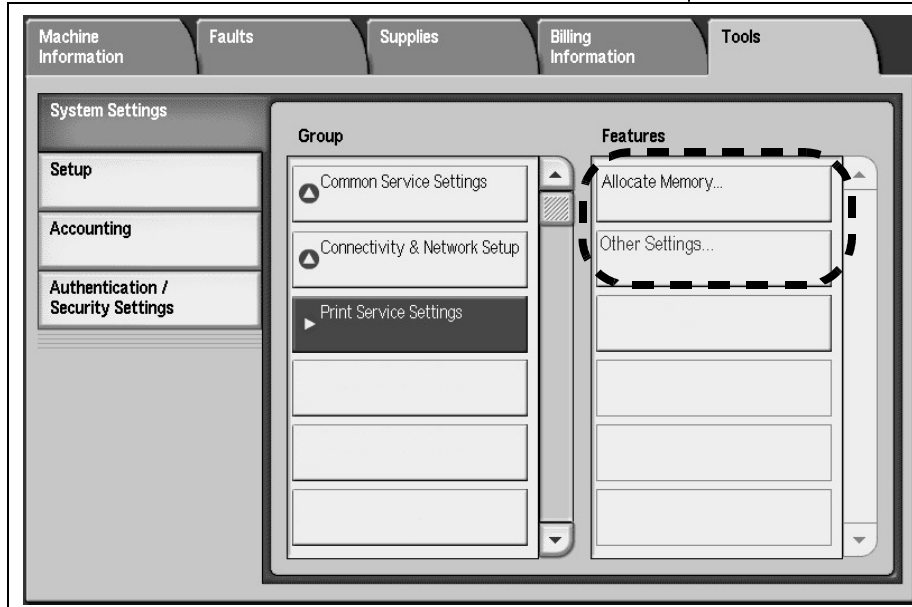 Machine
Information
Faults
Supplies
Billing
Information
Tools
System Settings
Setup
Accounting
Authentication /
Security Settings
Group
Features
Common Service Settings
Connectivity & Network Setup
Print Service Settings
Allocate Memory...
Other Settings...